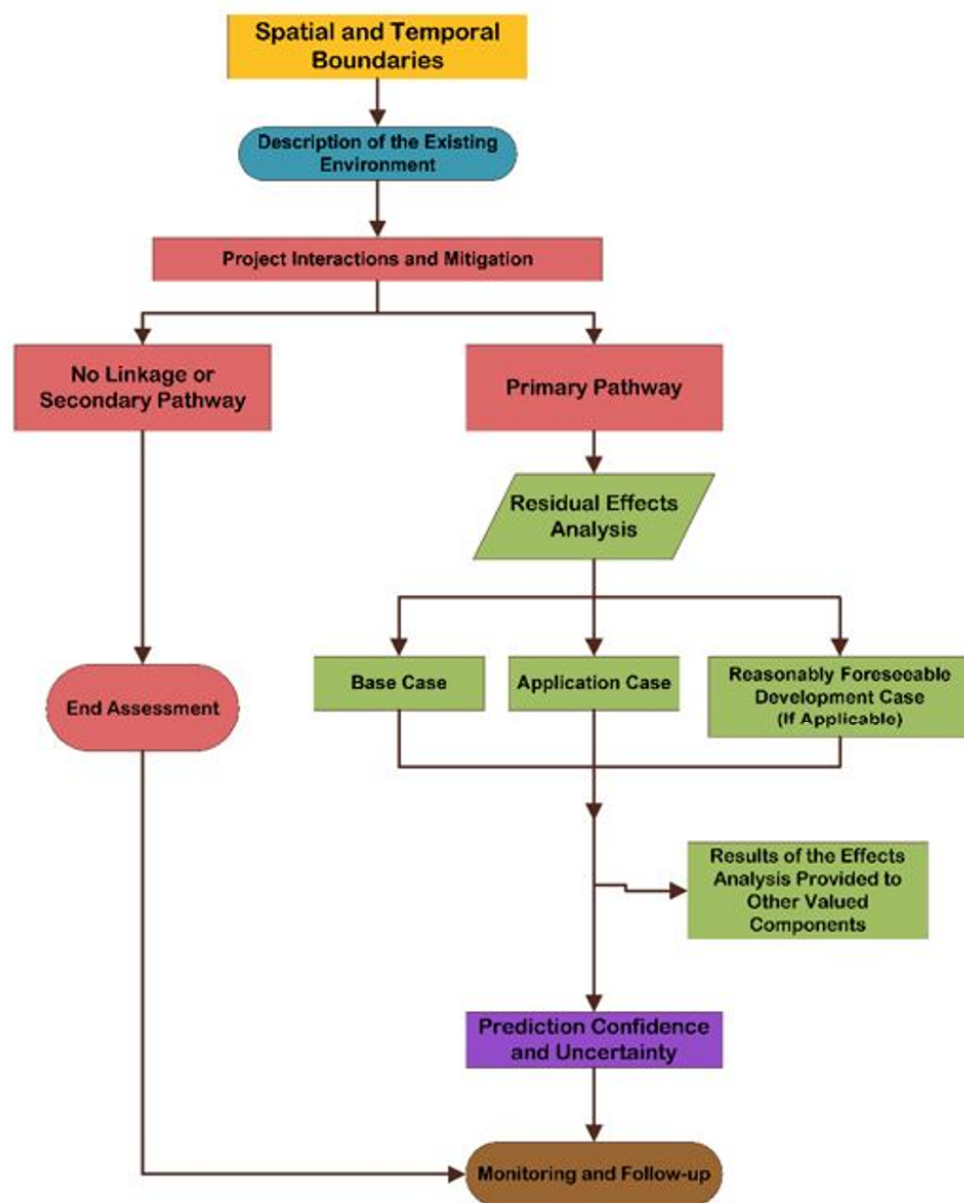 Spatial and Temporal
Boundaries
Description of the Existing
Environment
Project Interactions and Mitigation
No Linkage or
Secondary Pathway
Primary Pathway
Residual Effects
Analysis
Base Case
Application Case
Reasonably Foreseeable
Development Case
(If Applicable)
End Assessment
Results of the Effects
Analysis Provided to
Other Valued
Components
Prediction Confidence
and Uncertainty
Monitoring and Follow-up